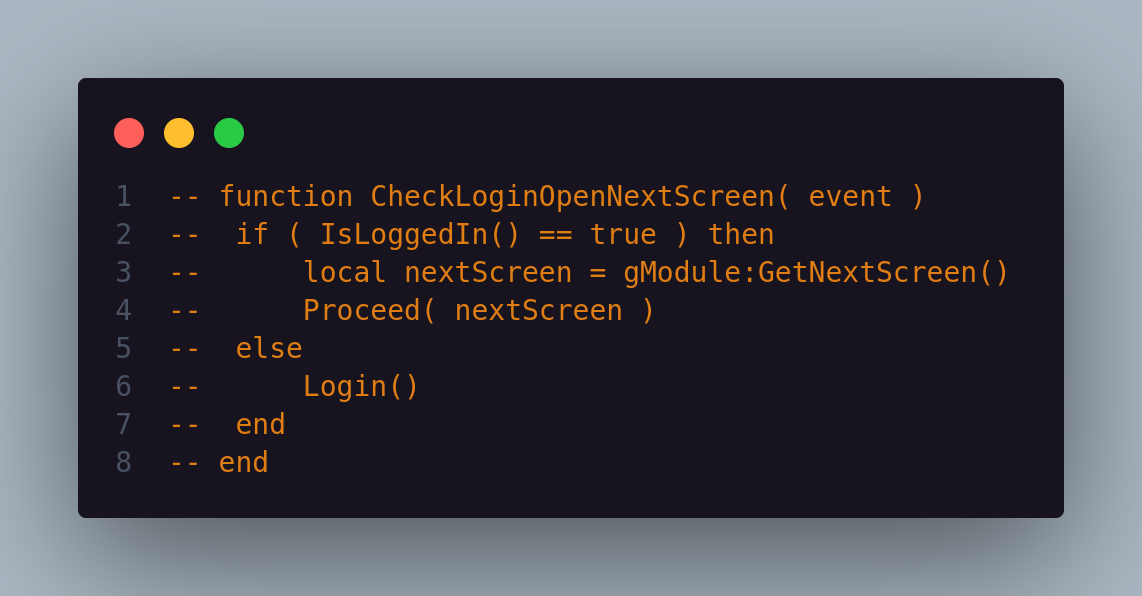 1 -- function CheckLoginOpenNextScreen( event )
2 --  if ( IsLoggedIn() == true ) then
3 --      local nextScreen = gModule:GetNextScreen()
4 --      Proceed( nextScreen )
5 --  else
6 --      Login()
7 --  end
8 -- end